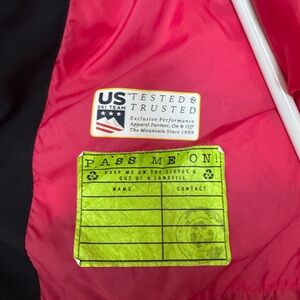 US
SKI TEAM
TESTED &
TRUSTED
Exclusive Performance
Apparel Partner, On & Off
The Mountain Since 1989
PASS ME ON!
KEEP ME ON THE SLOPES &
OUT OF A LANDFILL
NAME
CONTACT